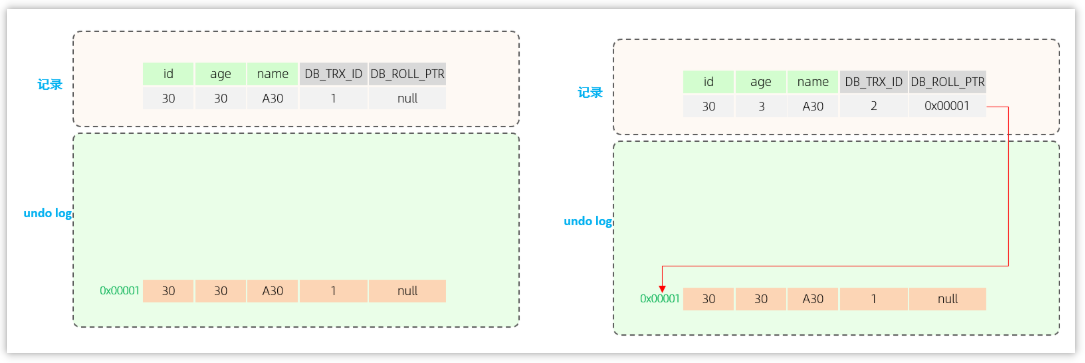 记录
id age name DB_TRX_ID DB_ROLL_PTR
30 30 A30 1 null
undo log
0x00001 30 30 A30 1 null
记录
id age name DB_TRX_ID DB_ROLL_PTR
30 3 A30 2 0x00001
undo log
0x00001 30 30 A30 1 null